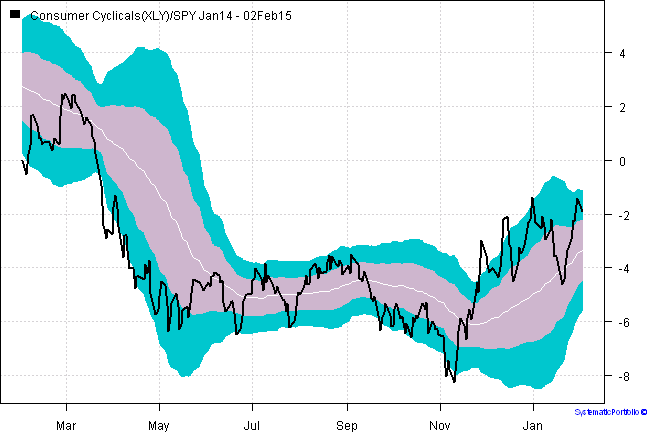 Consumer Cyclicals(XLY)/SPY Jan14 - 02Feb15
4
2
0
-2
-4
-6
-8
Mar May Jul Sep Nov Jan
SystematicPortfolio ©